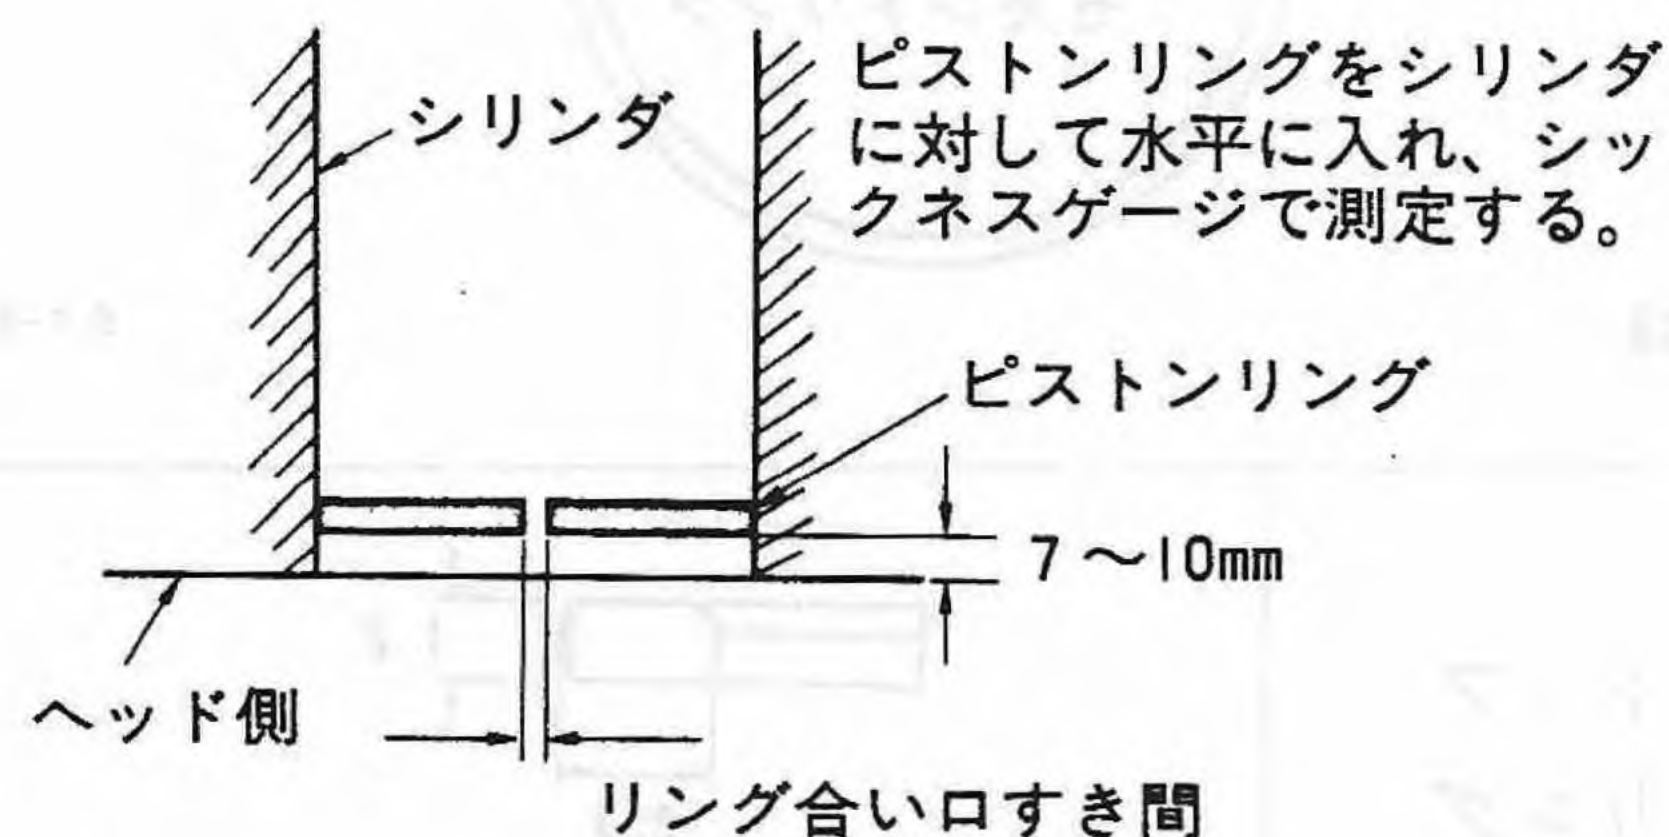 ピストンリングをシリンダ
に対して水平に入れ、シッ
クネスゲージで測定する。
シリンダ
ピストンリング
7～10mm
ヘッド側
リング合い口すき間